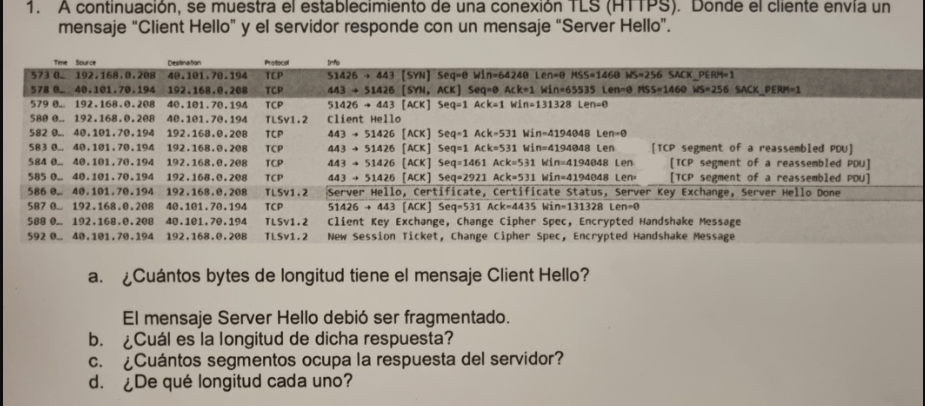 1. A continuación, se muestra el establecimiento de una conexión TLS (HTTPS). Donde el cliente envía un
mensaje “Client Hello” y el servidor responde con un mensaje “Server Hello”.
Time Source Destination Protocol Info
573 0… 192.168.0.208 40.101.70.194 TCP 51426 → 443 [SYN] Seq=0 Win=64240 Len=0 MSS=1460 WS=256 SACK_PERM=1
578 0… 40.101.70.194 192.168.0.208 TCP 443 → 51426 [SYN, ACK] Seq=0 Ack=1 Win=65535 Len=0 MSS=1460 WS=256 SACK_PERM=1
579 0… 192.168.0.208 40.101.70.194 TCP 51426 → 443 [ACK] Seq=1 Ack=1 Win=131328 Len=0
580 0… 192.168.0.208 40.101.70.194 TLSv1.2 Client Hello
582 0… 40.101.70.194 192.168.0.208 TCP 443 → 51426 [ACK] Seq=1 Ack=531 Win=4194048 Len=0
583 0… 40.101.70.194 192.168.0.208 TCP 443 → 51426 [ACK] Seq=1 Ack=531 Win=4194048 Len [TCP segment of a reassembled PDU]
584 0… 40.101.70.194 192.168.0.208 TCP 443 → 51426 [ACK] Seq=1461 Ack=531 Win=4194048 Len [TCP segment of a reassembled PDU]
585 0… 40.101.70.194 192.168.0.208 TCP 443 → 51426 [ACK] Seq=2921 Ack=531 Win=4194048 Len= [TCP segment of a reassembled PDU]
586 0… 40.101.70.194 192.168.0.208 TLSv1.2 Server Hello, Certificate, Certificate Status, Server Key Exchange, Server Hello Done
587 0… 192.168.0.208 40.101.70.194 TCP 51426 → 443 [ACK] Seq=531 Ack=4435 Win=131328 Len=0
588 0… 192.168.0.208 40.101.70.194 TLSv1.2 Client Key Exchange, Change Cipher Spec, Encrypted Handshake Message
592 0… 40.101.70.194 192.168.0.208 TLSv1.2 New Session Ticket, Change Cipher Spec, Encrypted Handshake Message
a. ¿Cuántos bytes de longitud tiene el mensaje Client Hello?
El mensaje Server Hello debió ser fragmentado.
b. ¿Cuál es la longitud de dicha respuesta?
c. ¿Cuántos segmentos ocupa la respuesta del servidor?
d. ¿De qué longitud cada uno?